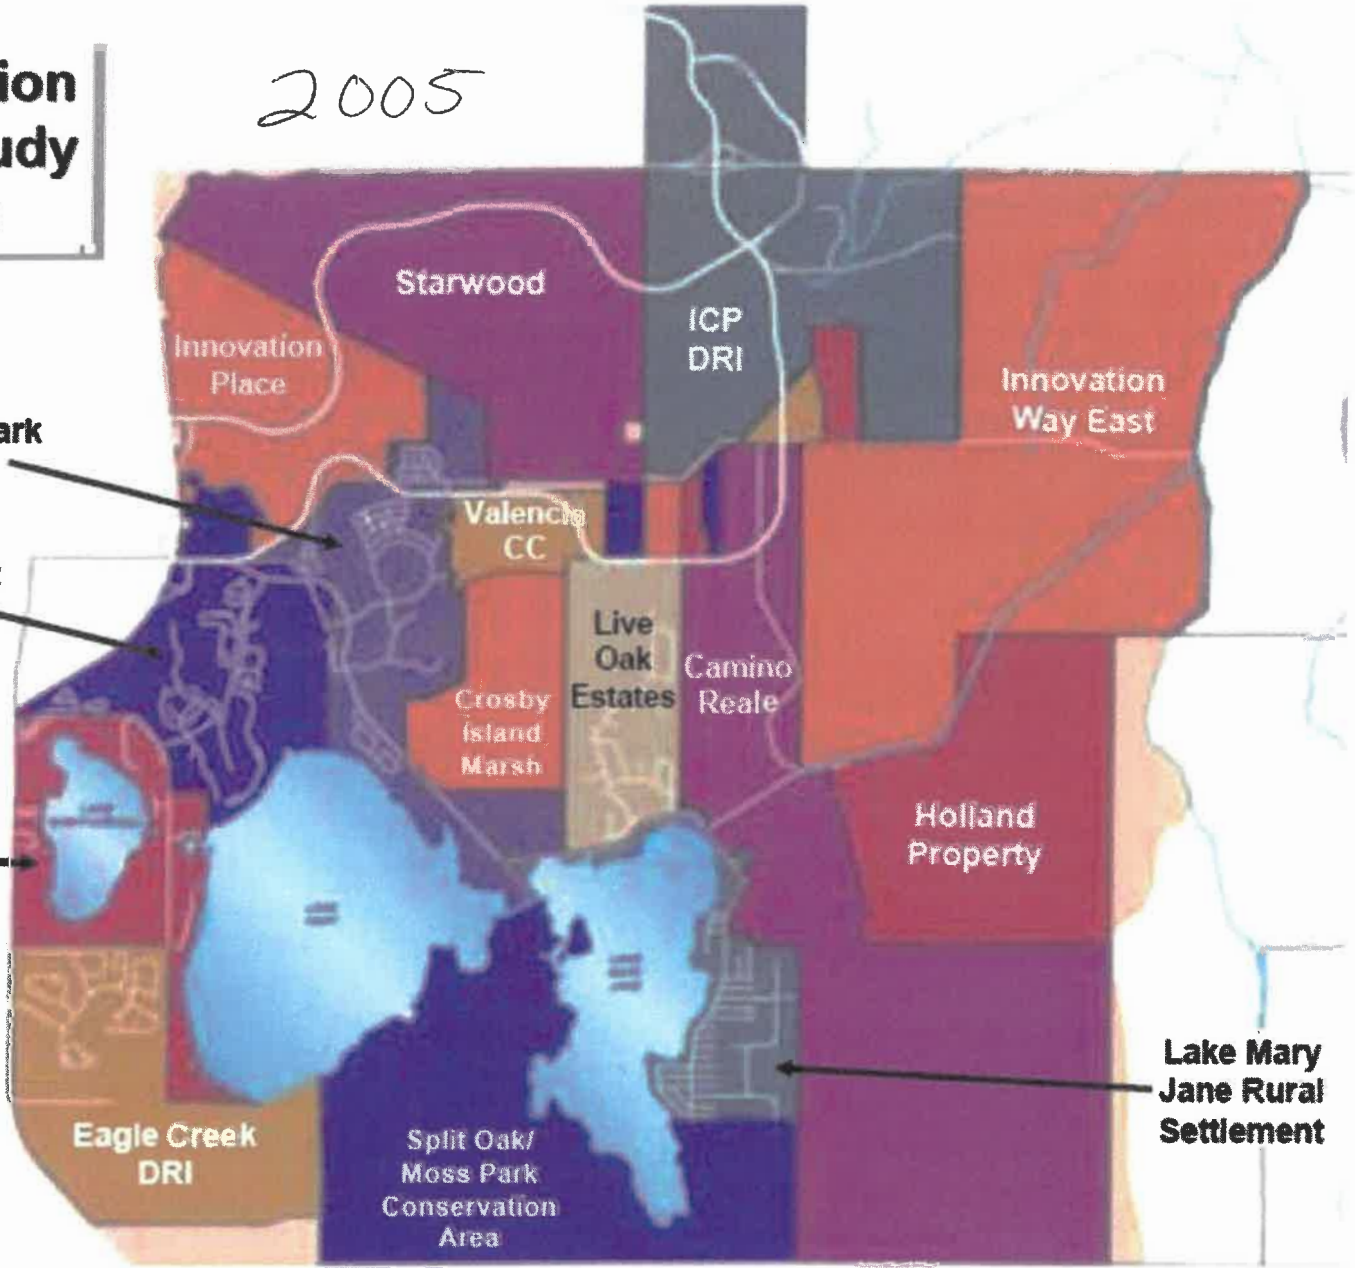 ion
udy
2005
Starwood
ICP
DRI
Innovation
Place
Innovation
Way East
ark
Valencia
CC
Live
Oak
Estates
Camino
Reale
Crosby
Island
Marsh
Holland
Property
Lake Mary
Jane Rural
Settlement
Eagle Creek
DRI
Split Oak/
Moss Park
Conservation
Area